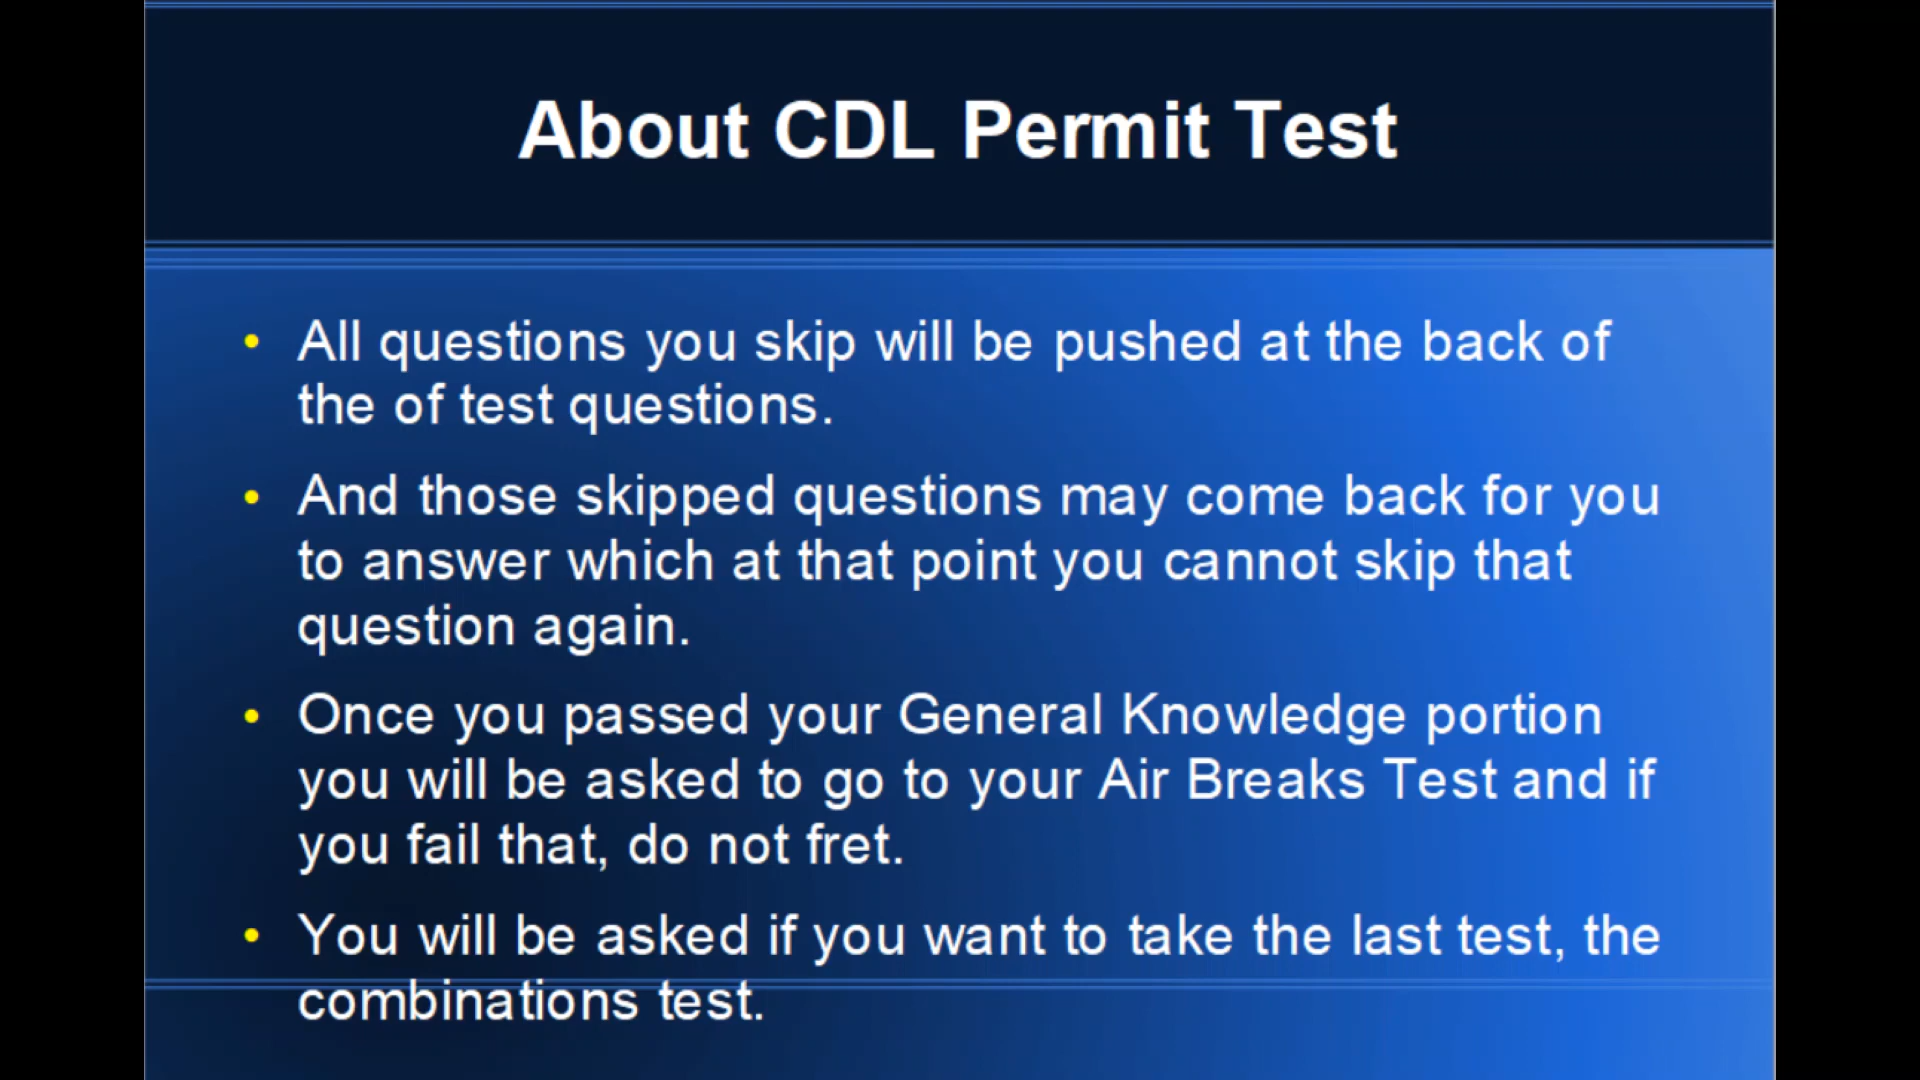 About CDL Permit Test
• All questions you skip will be pushed at the back of
the of test questions.
• And those skipped questions may come back for you
to answer which at that point you cannot skip that
question again.
• Once you passed your General Knowledge portion
you will be asked to go to your Air Breaks Test and if
you fail that, do not fret.
• You will be asked if you want to take the last test, the
combinations test.